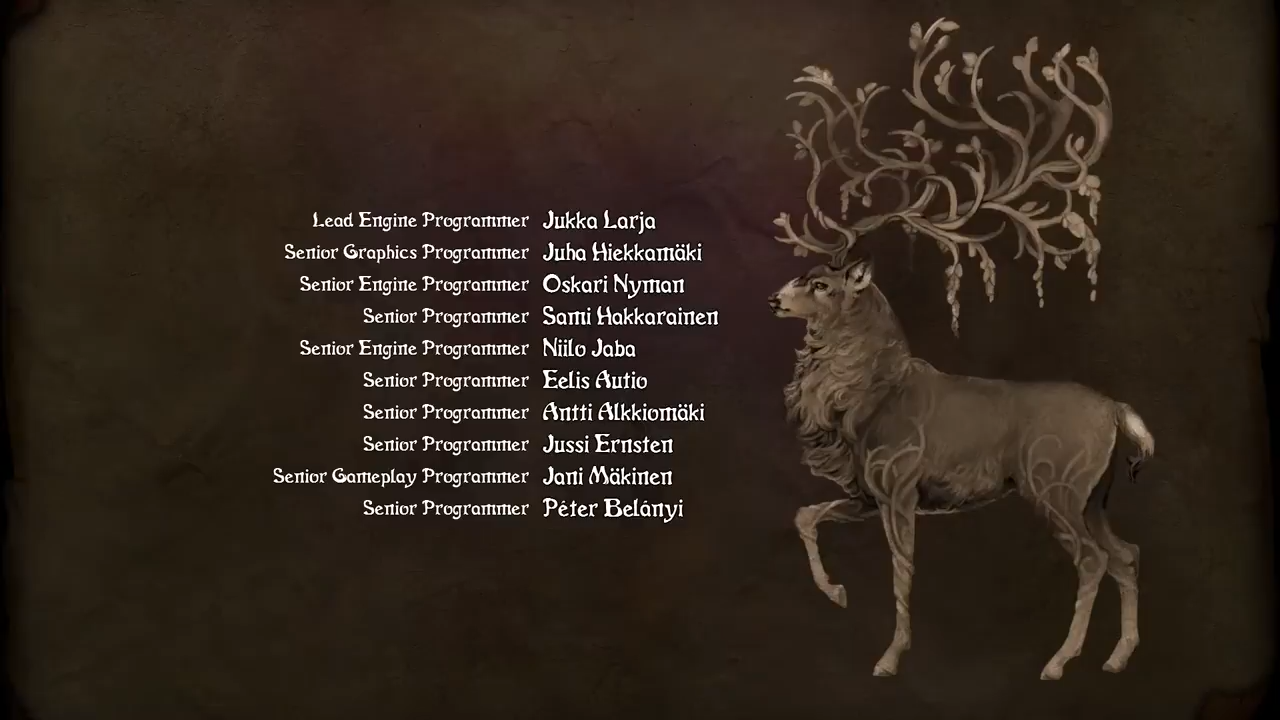 Lead Engine Programmer Jukka Larja
Senior Graphics Programmer Juha Hiekkamäki
Senior Engine Programmer Oskari Nyman
Senior Programmer Sami Hakkarainen
Senior Engine Programmer Niilo Jaba
Senior Programmer Eelis Autio
Senior Programmer Antti Alkkiomäki
Senior Programmer Jussi Ernsten
Senior Gameplay Programmer Jani Mäkinen
Senior Programmer Péter Belányi